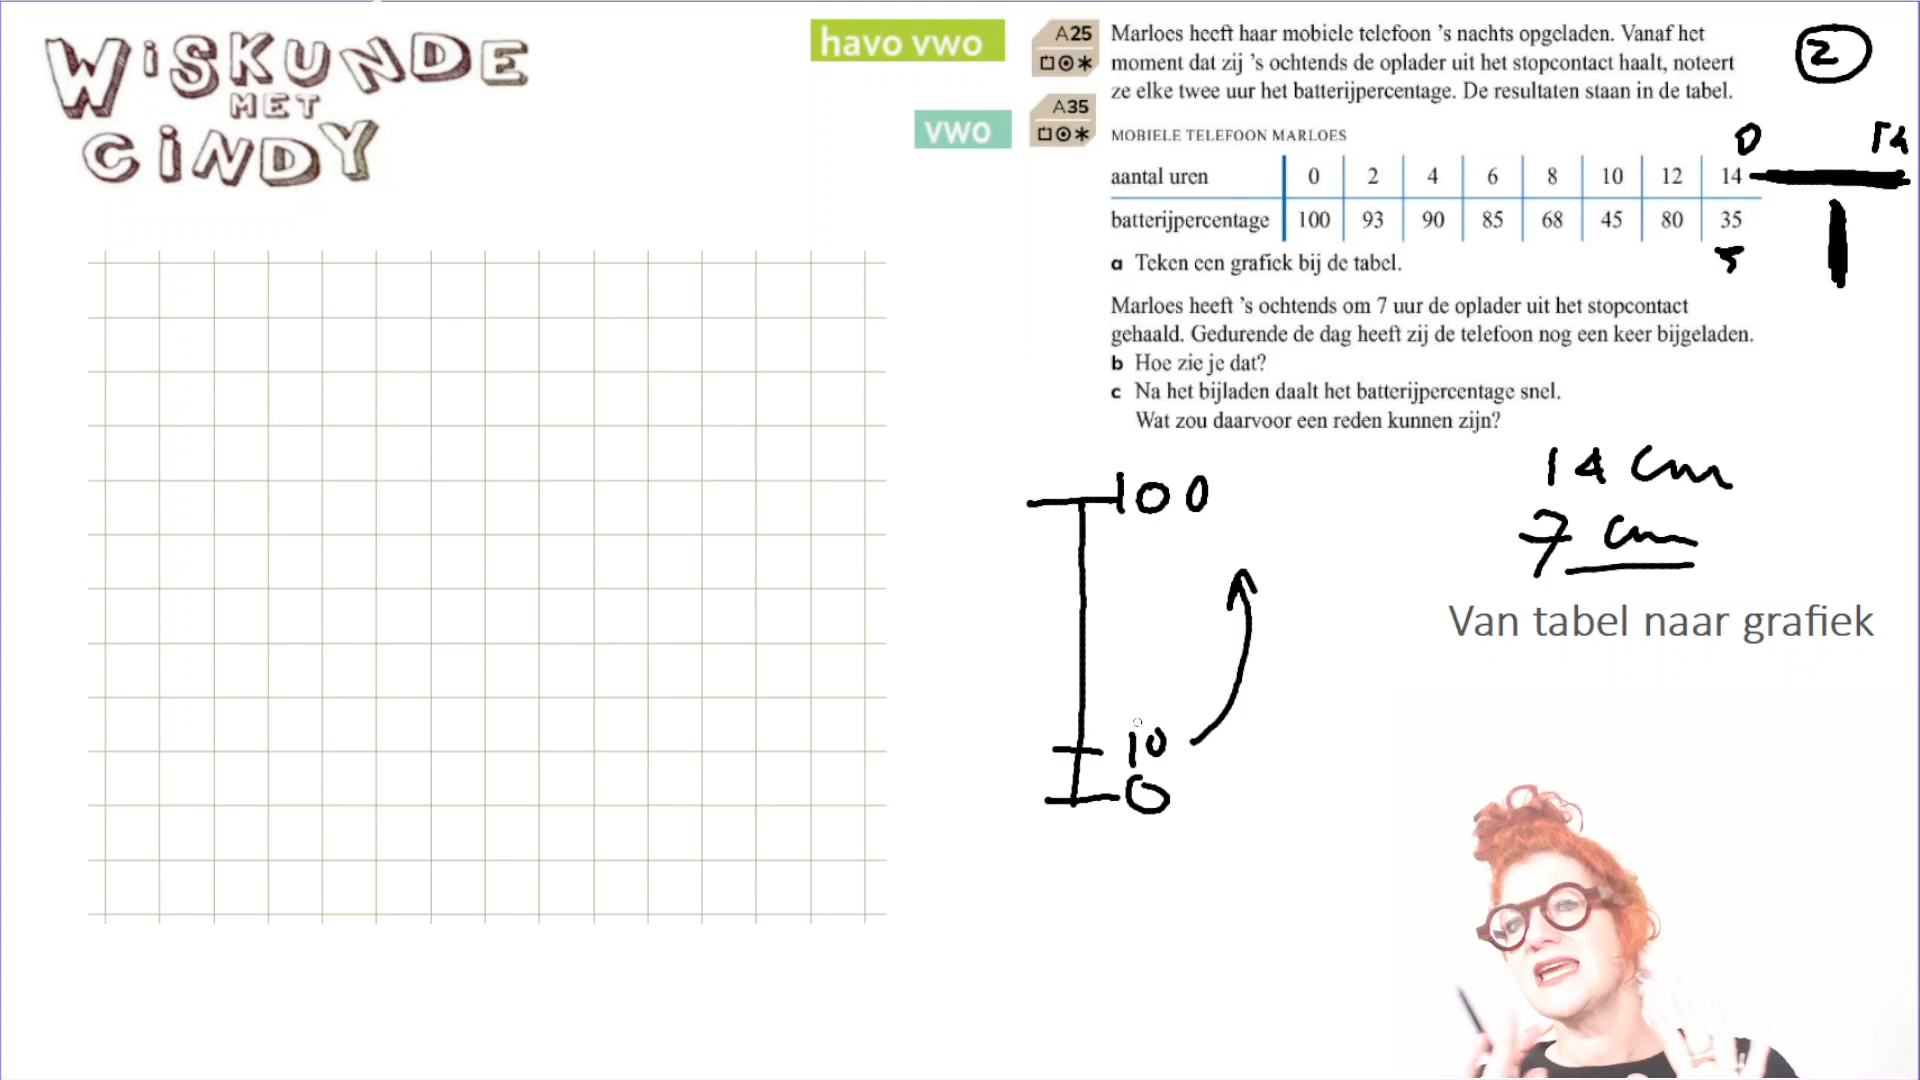 WiSKUNDE
MET
CiNDY
havo vwo
A25
vwo
A35
Marloes heeft haar mobiele telefoon 's nachts opgeladen. Vanaf het
moment dat zij 's ochtends de oplader uit het stopcontact haalt, noteert
ze elke twee uur het batterijpercentage. De resultaten staan in de tabel.
2
MOBIELE TELEFOON MARLOES
0 14
aantal uren 0 2 4 6 8 10 12 14
batterijpercentage 100 93 90 85 68 45 80 35
a Teken een grafiek bij de tabel.
Marloes heeft 's ochtends om 7 uur de oplader uit het stopcontact
gehaald. Gedurende de dag heeft zij de telefoon nog een keer bijgeladen.
b Hoe zie je dat?
c Na het bijladen daalt het batterijpercentage snel.
Wat zou daarvoor een reden kunnen zijn?
14 cm
7 cm
100
10
0
Van tabel naar grafiek